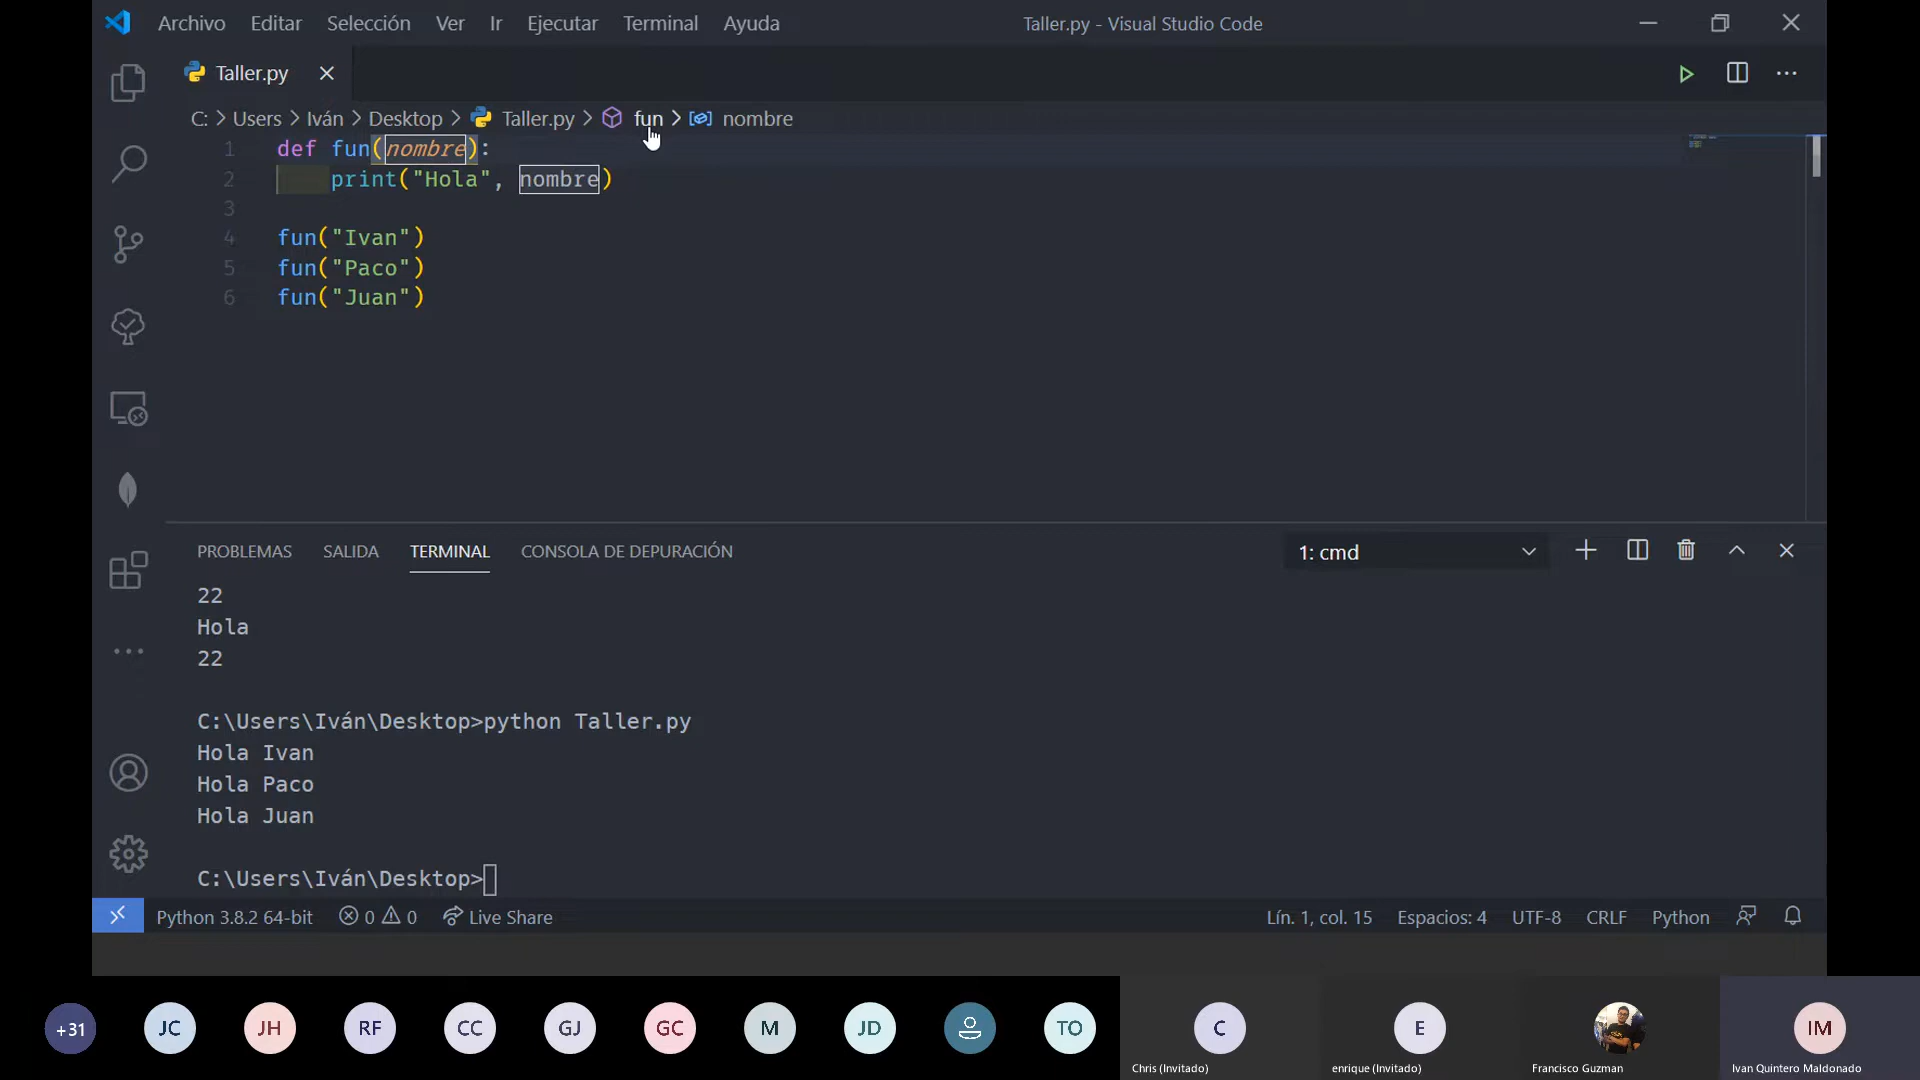 Archivo Editar Selección Ver Ir Ejecutar Terminal Ayuda Taller.py - Visual Studio Code
Taller.py
C: > Users > Iván > Desktop > Taller.py > fun > nombre
1 def fun(nombre):
2 print("Hola", nombre)
3
4 fun("Ivan")
5 fun("Paco")
6 fun("Juan")
PROBLEMAS SALIDA TERMINAL CONSOLA DE DEPURACIÓN 1: cmd
22
Hola
22
C:\Users\Iván\Desktop>python Taller.py
Hola Ivan
Hola Paco
Hola Juan
C:\Users\Iván\Desktop>
Python 3.8.2 64-bit 0 0 Live Share Lín. 1, col. 15 Espacios: 4 UTF-8 CRLF Python
+31 JC JH RF CC GJ GC M JD TO C E IM
Chris (Invitado) enrique (Invitado) Francisco Guzman Ivan Quintero Maldonado